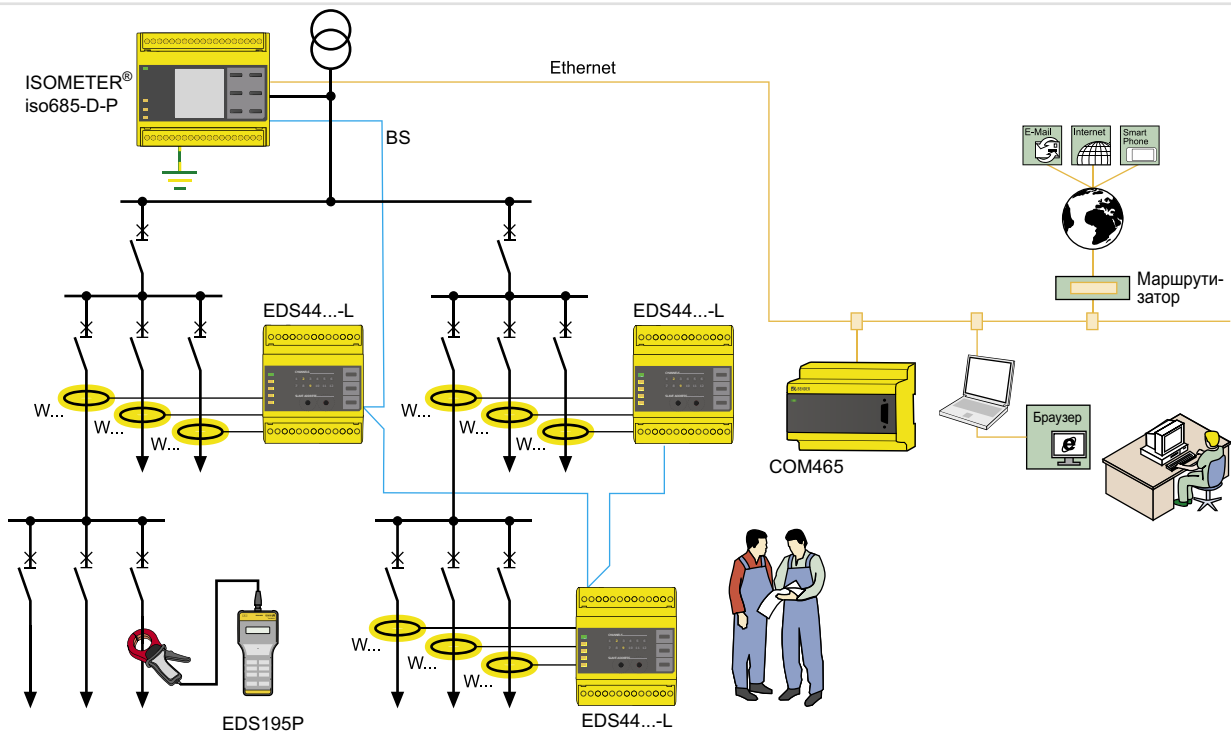 ISOMETER®
iso685-D-P
Ethernet
BS
E-Mail
Internet
Smart
Phone
Маршрути-
затор
EDS44...-L
EDS44...-L
W...
W...
W...
W...
W...
W...
COM465
Браузер
W...
W...
W...
EDS195P
EDS44...-L